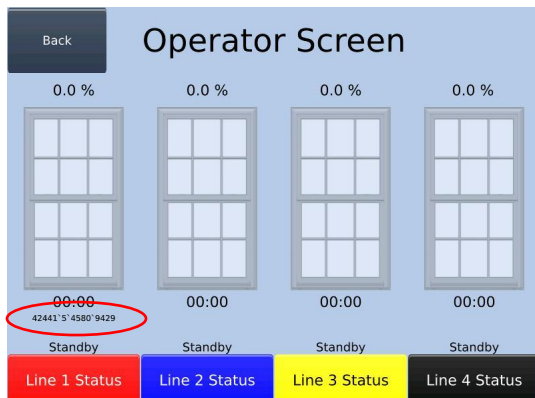 Back
Operator Screen
0.0 %
0.0 %
0.0 %
0.0 %
00:00
00:00
00:00
00:00
42441`5`4580`9429
Standby
Standby
Standby
Standby
Line 1 Status
Line 2 Status
Line 3 Status
Line 4 Status